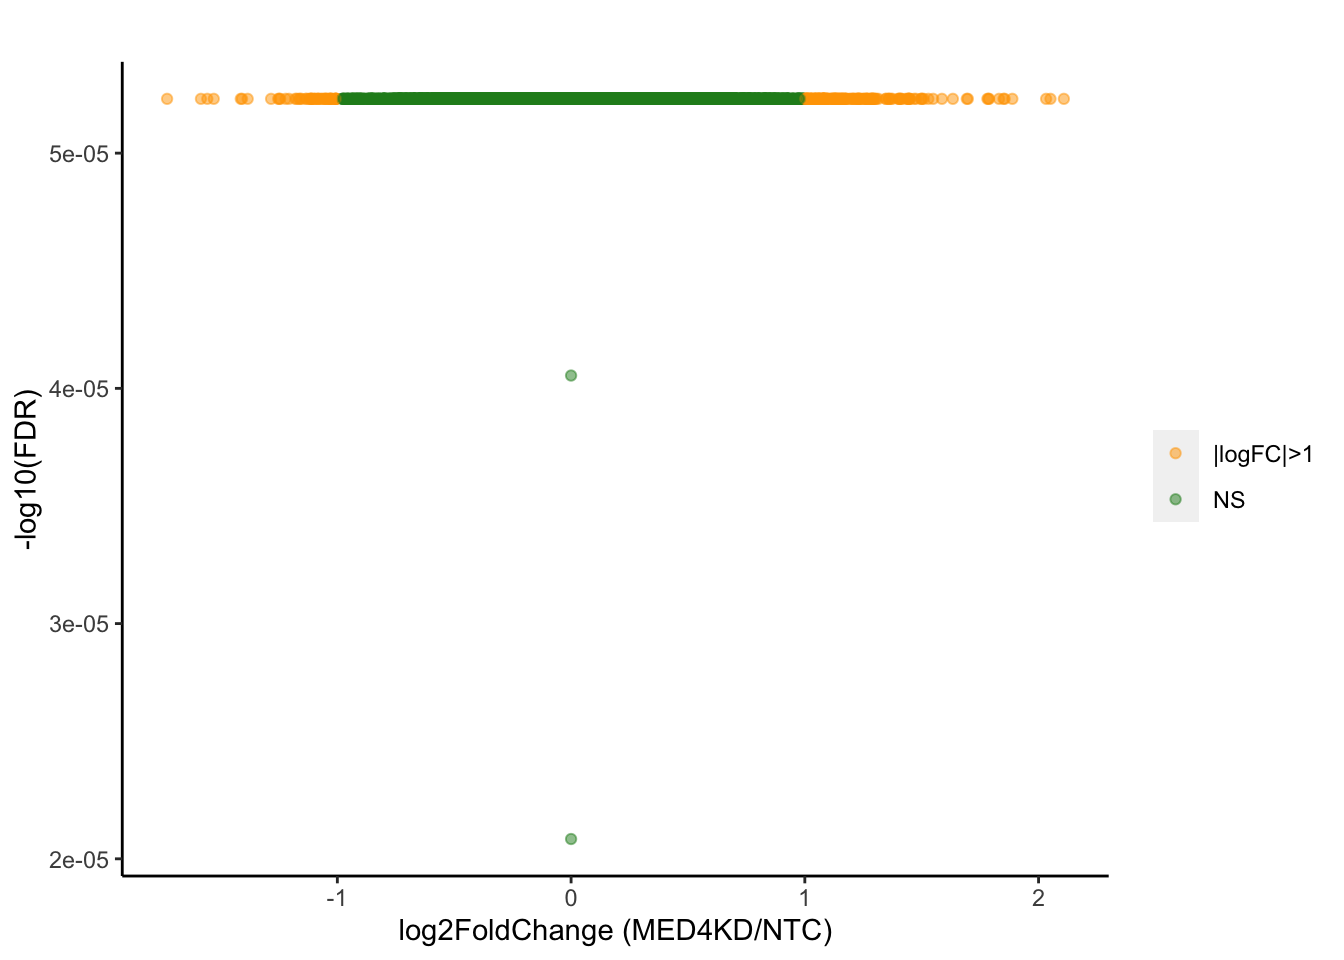 5e-05
4e-05
3e-05
2e-05
-log10(FDR)
-1
0
1
2
log2FoldChange (MED4KD/NTC)
|logFC|>1
NS